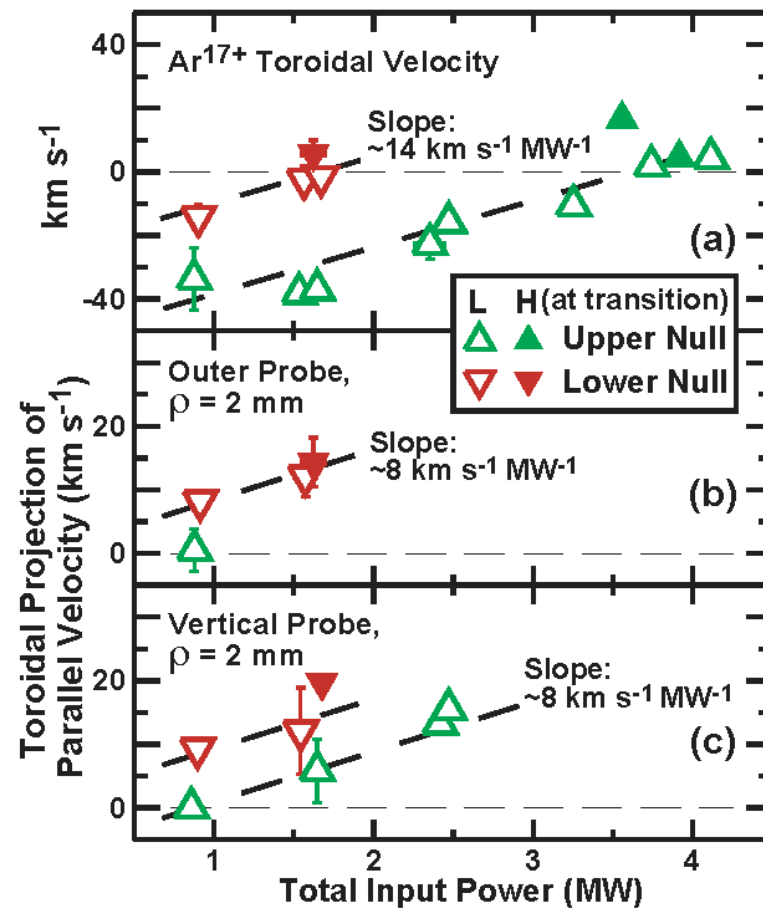 40
Ar17+ Toroidal Velocity
Slope:
~14 km s-1 MW-1
0
km s-1
(a)
-40
L H (at transition)
Upper Null
Lower Null
Outer Probe,
ρ = 2 mm
20
Slope:
~8 km s-1 MW-1
(b)
0
Toroidal Projection of
Parallel Velocity (km s-1)
Vertical Probe,
ρ = 2 mm
Slope:
~8 km s-1 MW-1
20
(c)
0
1 2 3 4
Total Input Power (MW)